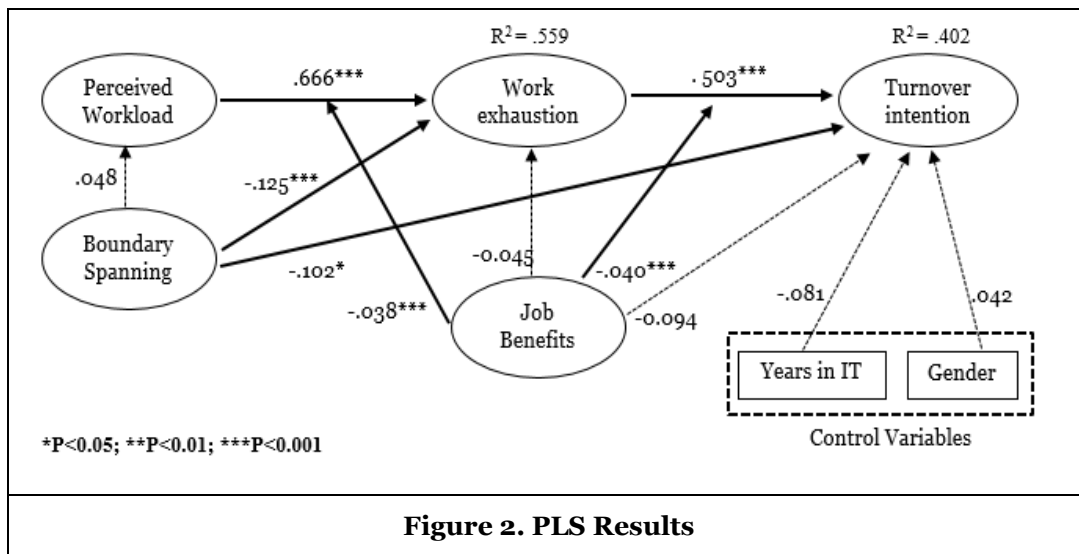 R² = .559
R² = .402
Perceived
Workload
.666***
Work
exhaustion
.503***
Turnover
intention
.048
-.125***
Boundary
Spanning
-.102*
-.038***
-0.045
-.040***
Job
Benefits
-0.094
-.081
.042
Years in IT
Gender
Control Variables
*P<0.05; **P<0.01; ***P<0.001
Figure 2. PLS Results